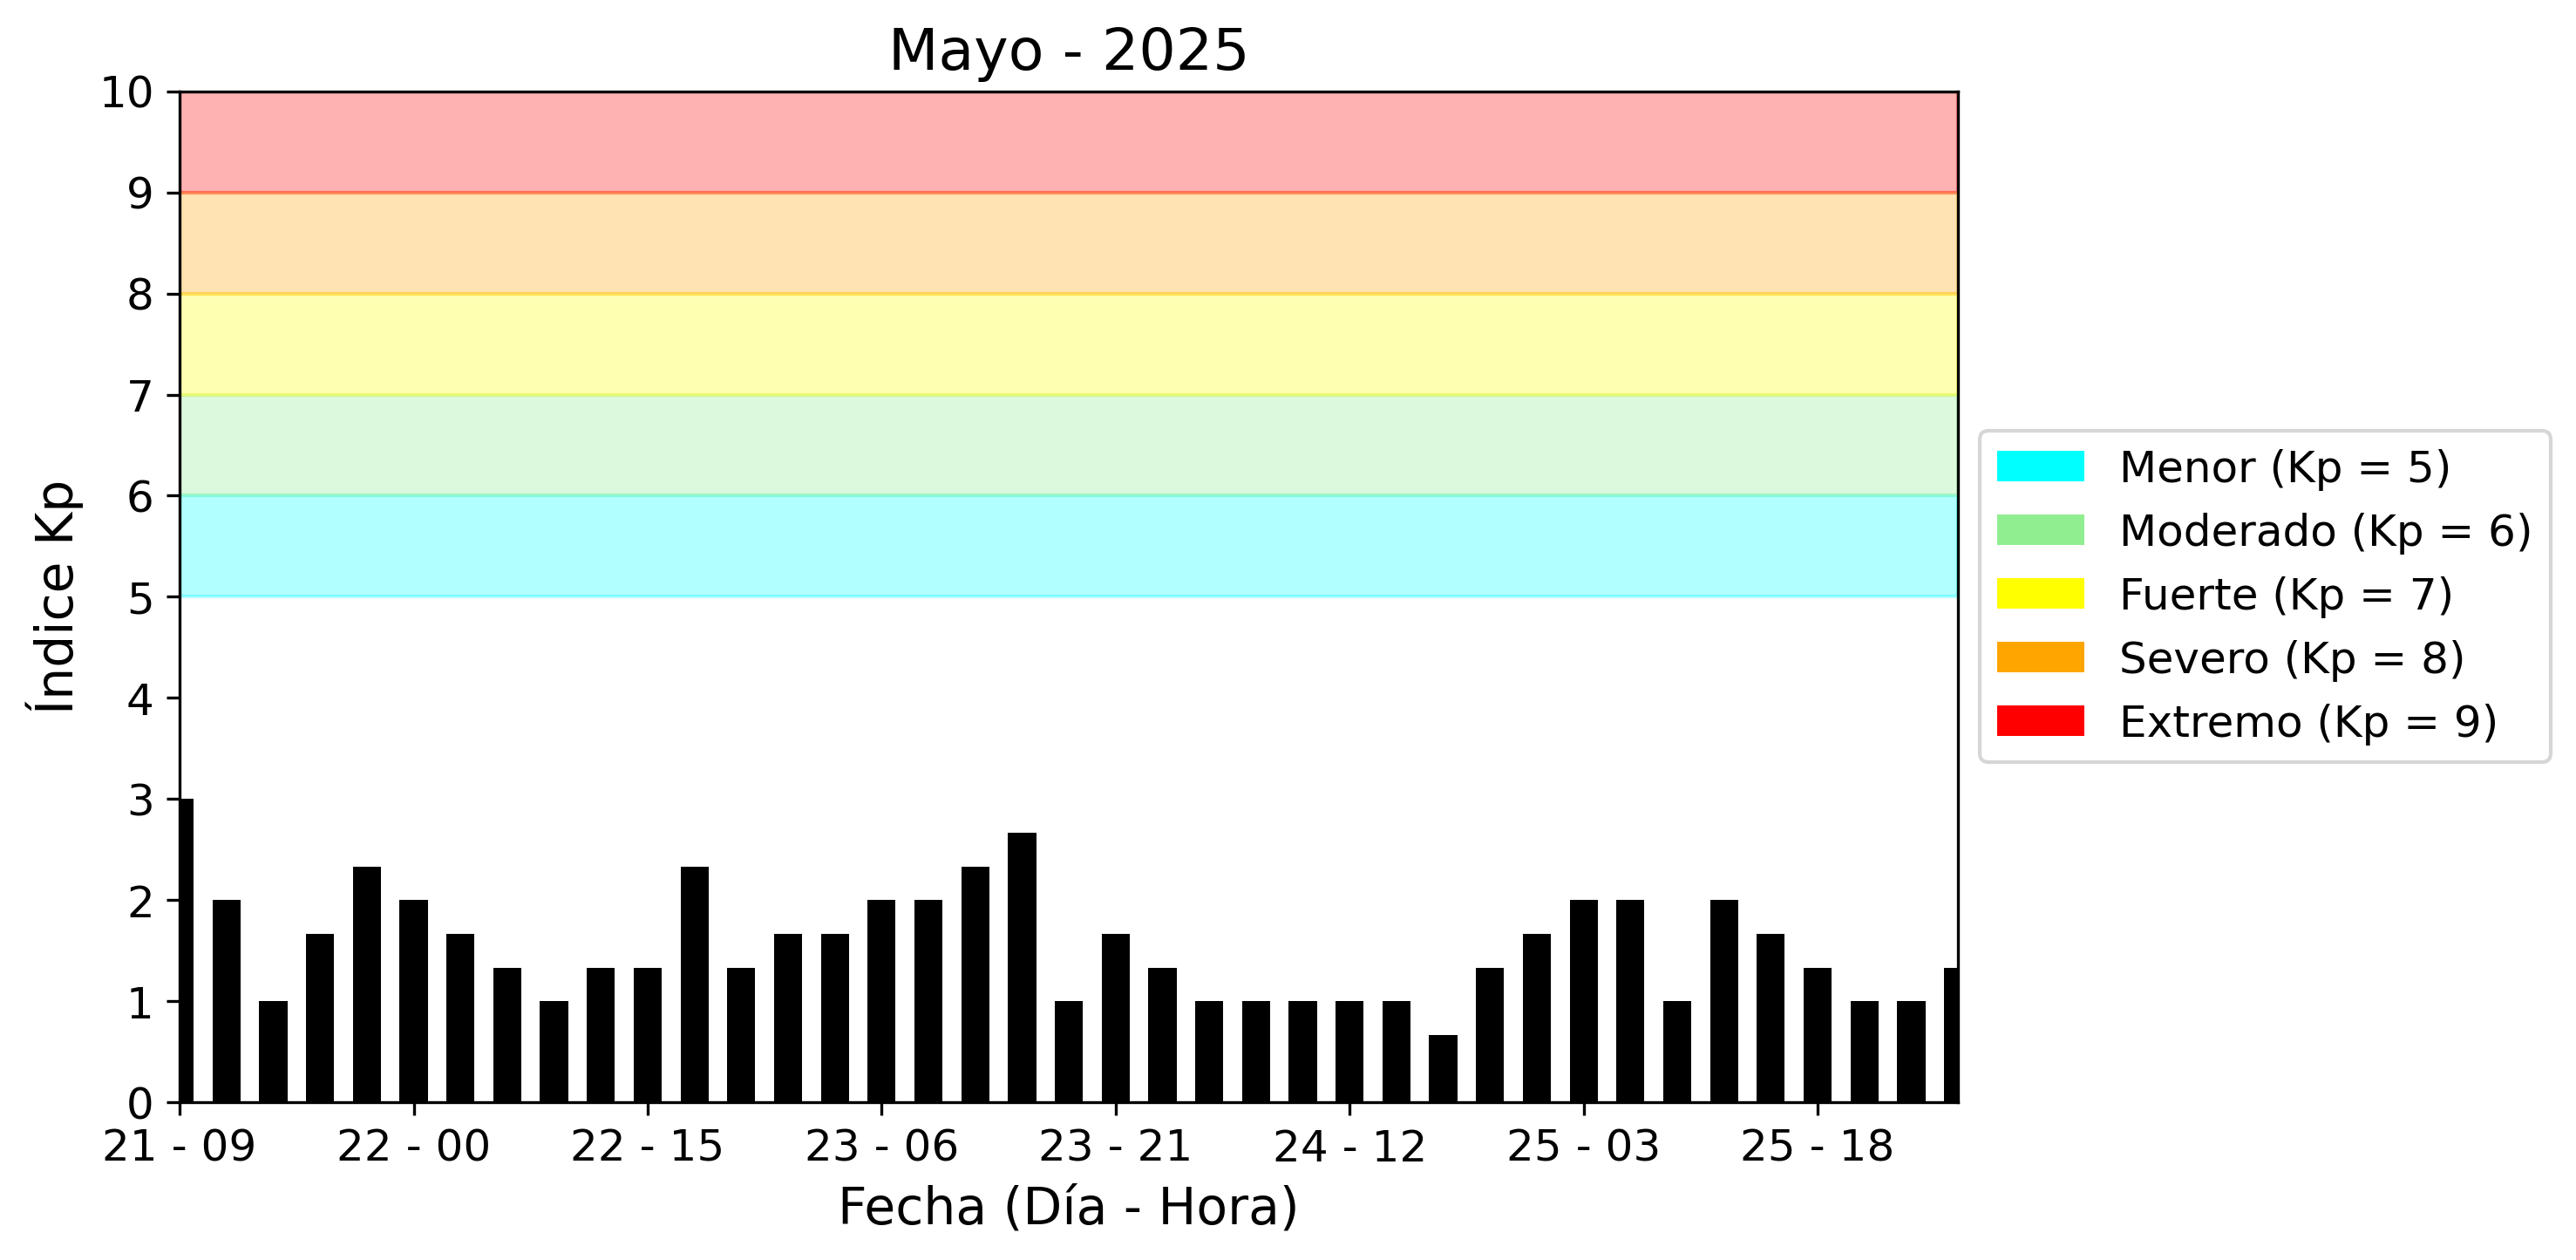 Mayo - 2025
10
9
8
7
6
5
4
3
2
1
0
Índice Kp
21 - 09
22 - 00
22 - 15
23 - 06
23 - 21
24 - 12
25 - 03
25 - 18
Fecha (Día - Hora)
Menor (Kp = 5)
Moderado (Kp = 6)
Fuerte (Kp = 7)
Severo (Kp = 8)
Extremo (Kp = 9)